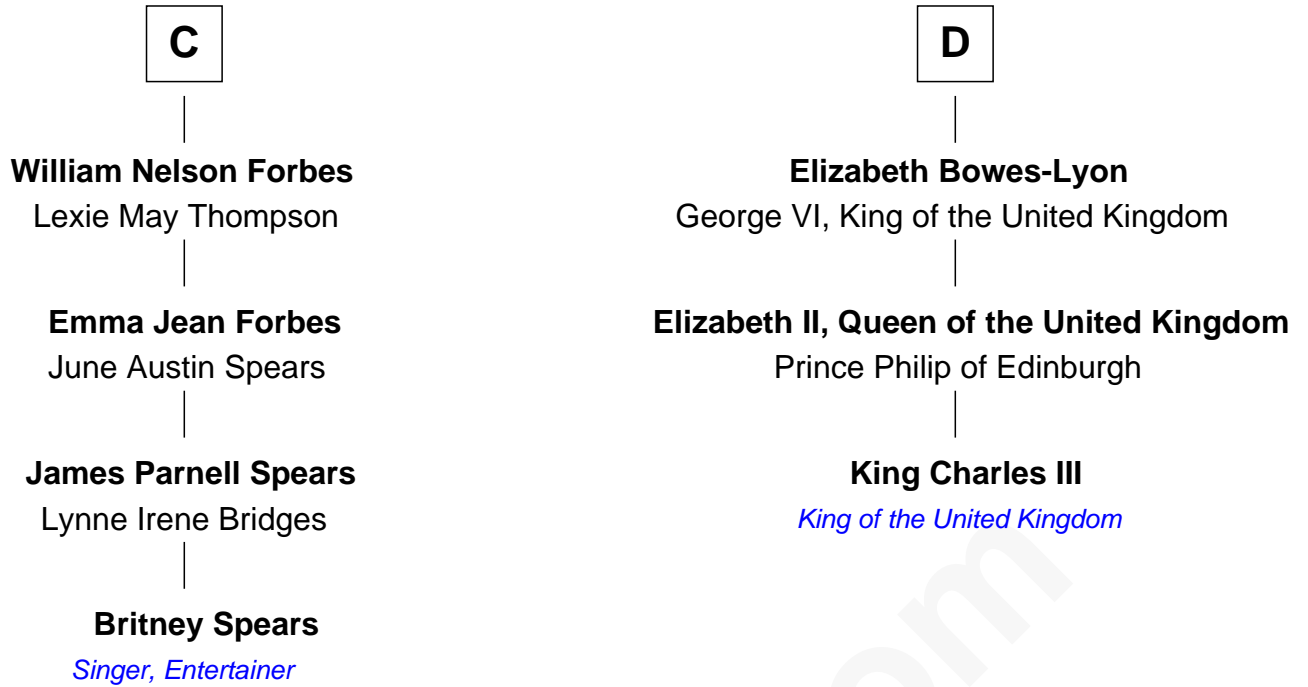 C
William Nelson Forbes
Lexie May Thompson
Emma Jean Forbes
June Austin Spears
James Parnell Spears
Lynne Irene Bridges
Britney Spears
Singer, Entertainer
D
Elizabeth Bowes-Lyon
George VI, King of the United Kingdom
Elizabeth II, Queen of the United Kingdom
Prince Philip of Edinburgh
King Charles III
King of the United Kingdom
om